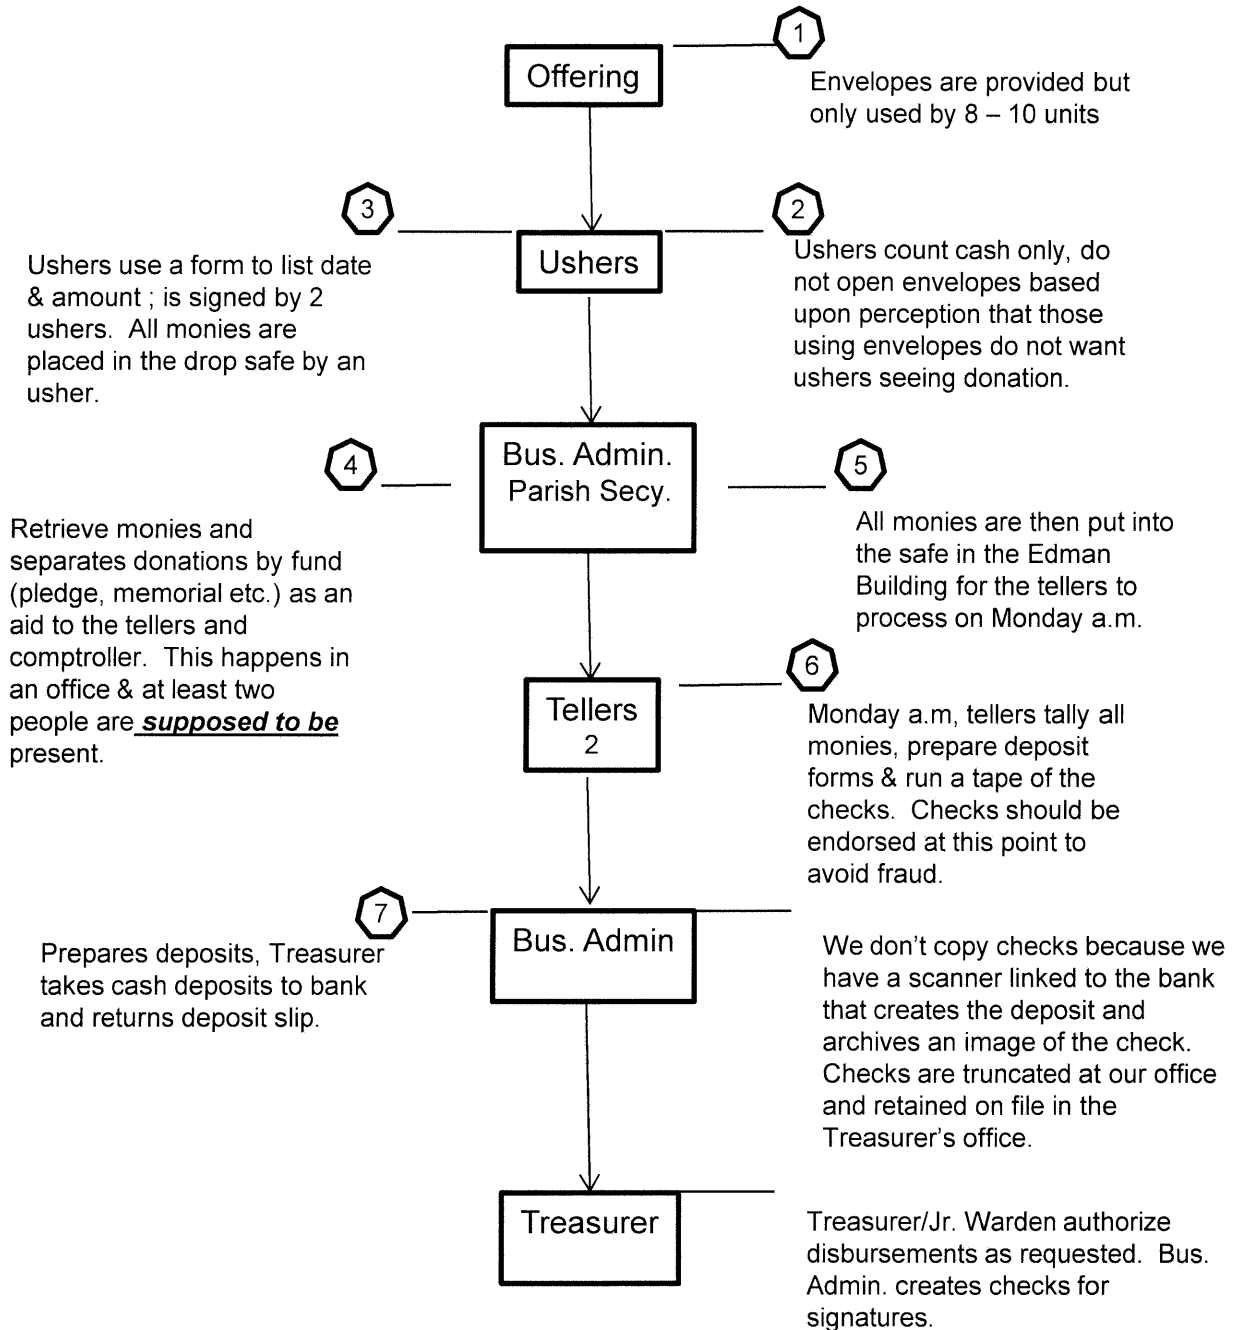 1
Offering
Envelopes are provided but
only used by 8 – 10 units
3
2
Ushers
Ushers use a form to list date
& amount ; is signed by 2
ushers.  All monies are
placed in the drop safe by an
usher.
Ushers count cash only, do
not open envelopes based
upon perception that those
using envelopes do not want
ushers seeing donation.
4
Bus. Admin.
Parish Secy.
5
Retrieve monies and
separates donations by fund
(pledge, memorial etc.) as an
aid to the tellers and
comptroller.  This happens in
an office & at least two
people are supposed to be
present.
All monies are then put into
the safe in the Edman
Building for the tellers to
process on Monday a.m.
6
Tellers
2
Monday a.m, tellers tally all
monies, prepare deposit
forms & run a tape of the
checks.  Checks should be
endorsed at this point to
avoid fraud.
7
Bus. Admin
Prepares deposits, Treasurer
takes cash deposits to bank
and returns deposit slip.
We don’t copy checks because we
have a scanner linked to the bank
that creates the deposit and
archives an image of the check.
Checks are truncated at our office
and retained on file in the
Treasurer’s office.
Treasurer
Treasurer/Jr. Warden authorize
disbursements as requested.  Bus.
Admin. creates checks for
signatures.